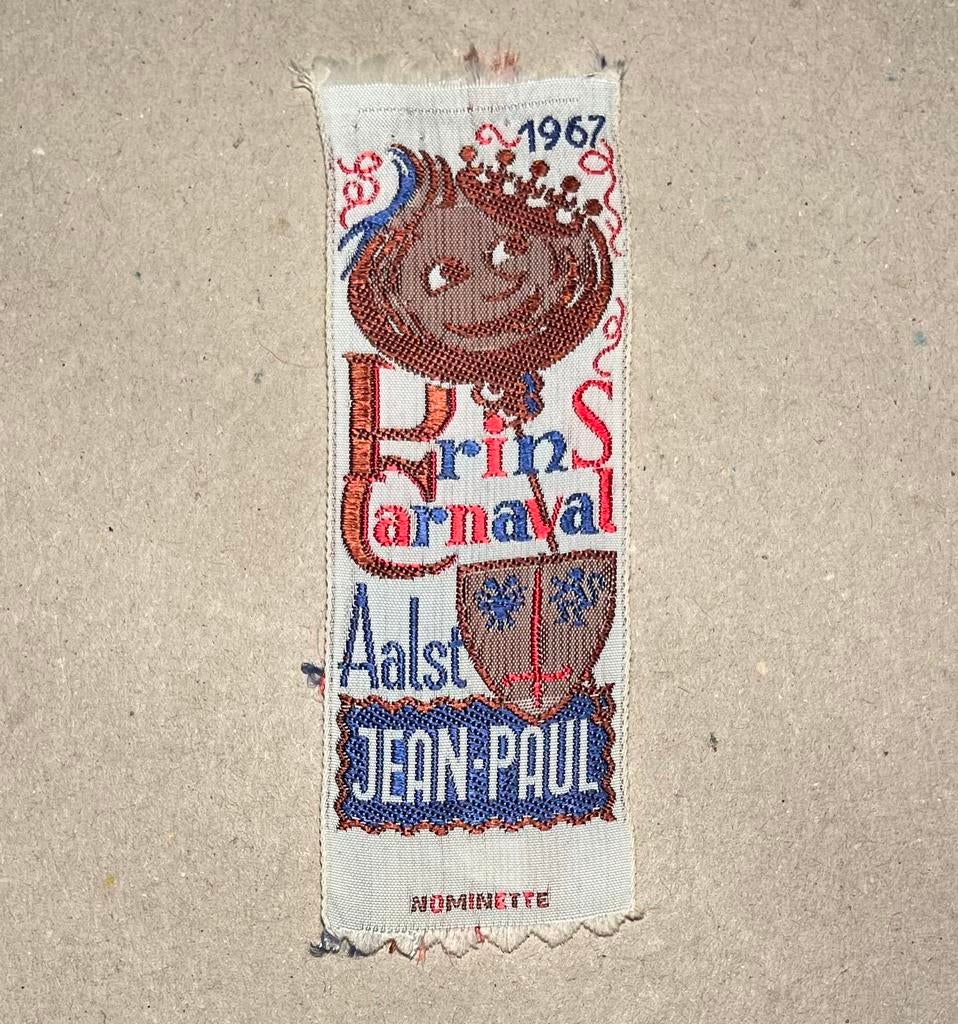 1967
Prins
Carnaval
Aalst
JEAN-PAUL
NOMINETTE